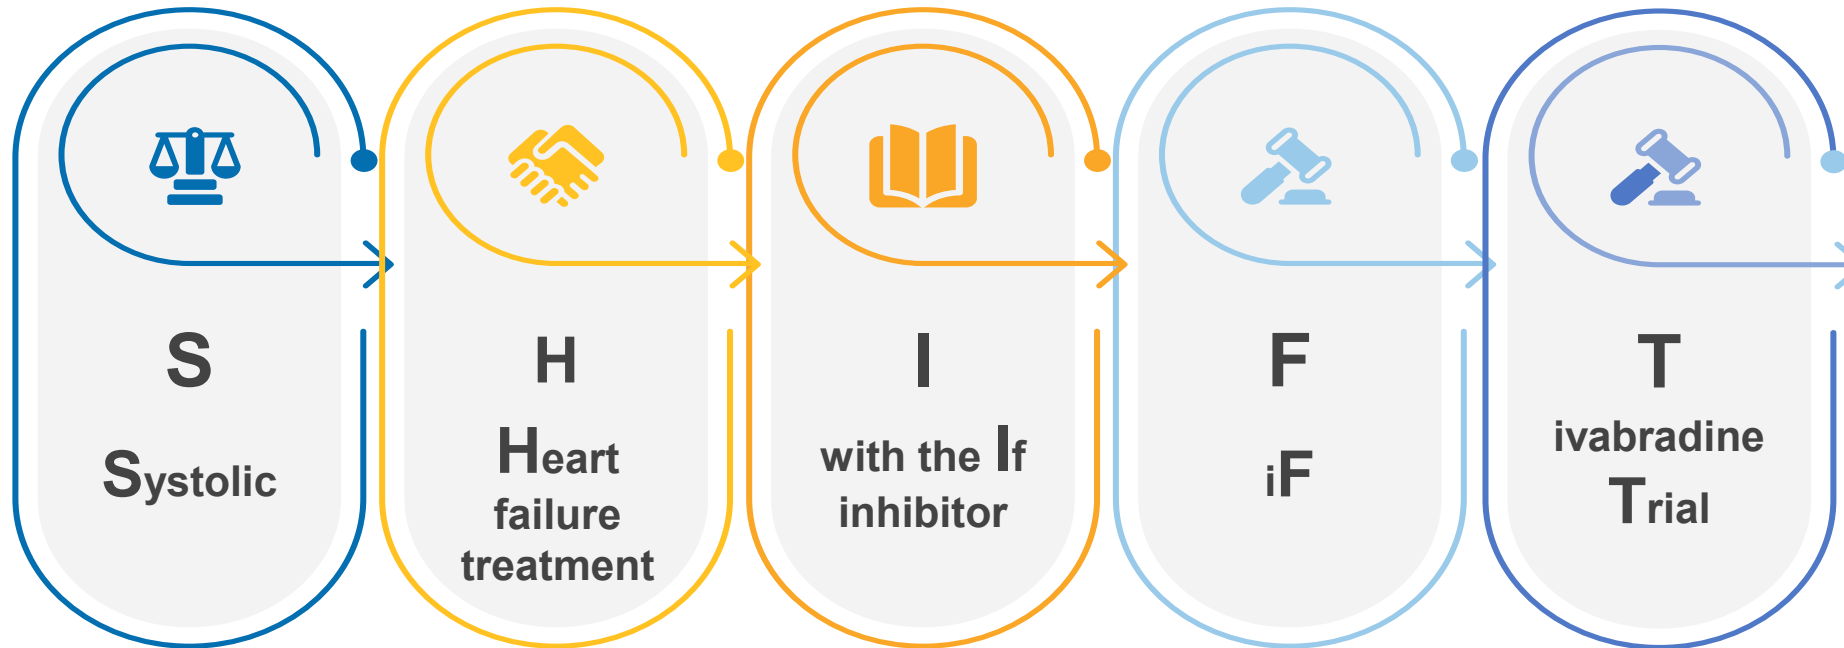 S
Systolic
H
Heart
failure
treatment
I
with the If
inhibitor
F
iF
T
ivabradine
Trial